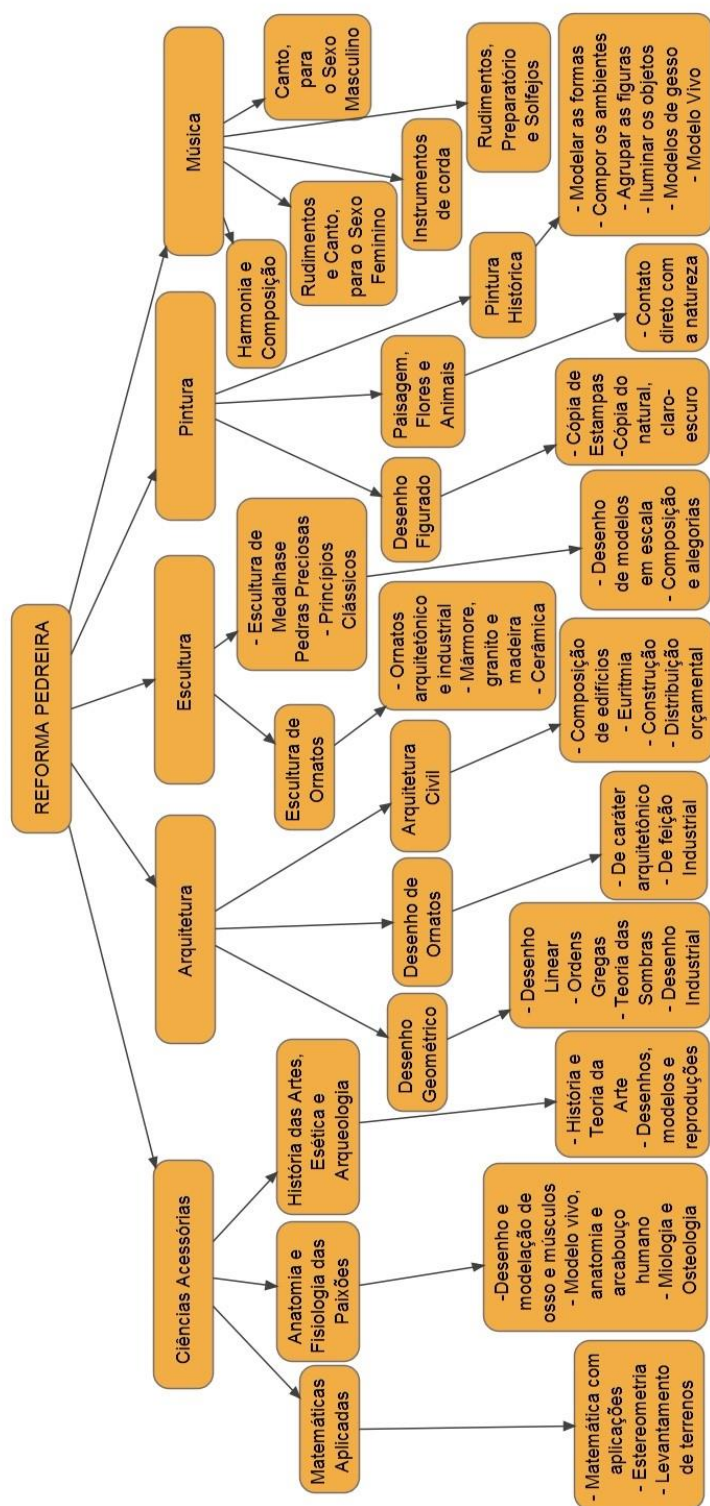 REFORMA PEDREIRA
Ciências Acessórias
Arquitetura
Escultura
Pintura
Música
Matemáticas
Aplicadas
Anatomia e
Fisiologia das
Paixões
História das Artes,
Esética e
Arqueologia
Desenho
Geométrico
Desenho de
Ornatos
Arquitetura
Civil
Escultura de
Ornatos
- Escultura de
Medalhase
Pedras Preciosas
- Princípios
Clássicos
Desenho
Figurado
Paisagem,
Flores e
Animais
Pintura
Histórica
Harmonia e
Composição
Rudimentos
e Canto,
para o Sexo
Feminino
Instrumentos
de corda
Rudimentos,
Preparatório
e Solfejos
Canto,
para
o Sexo
Masculino
- Matemática com
aplicações
- Estereometria
- Levantamento
de terrenos
-Desenho e
modelação de
osso e músculos
- Modelo vivo,
anatomia e
arcabouço
humano
- Miologia e
Osteologia
- História e
Teoria da
Arte
- Desenhos,
modelos e
reproduções
- Desenho
Linear
- Ordens
Gregas
- Teoria das
Sombras
- Desenho
Industrial
- De caráter
arquitetônico
- De feição
Industrial
- Composição
de edifícios
- Euritmia
- Construção
- Distribuição
orçamental
- Ornatos
arquitetônico
e industrial
- Mármore,
granito e
madeira
- Cerâmica
- Desenho
de modelos
em escala
- Composição
e alegorias
- Cópia de
Estampas
-Cópia do
natural,
claro-
escuro
- Contato
direto com
a natureza
- Modelar as formas
- Compor os ambientes
- Agrupar as figuras
- Iluminar os objetos
- Modelos de gesso
- Modelo Vivo